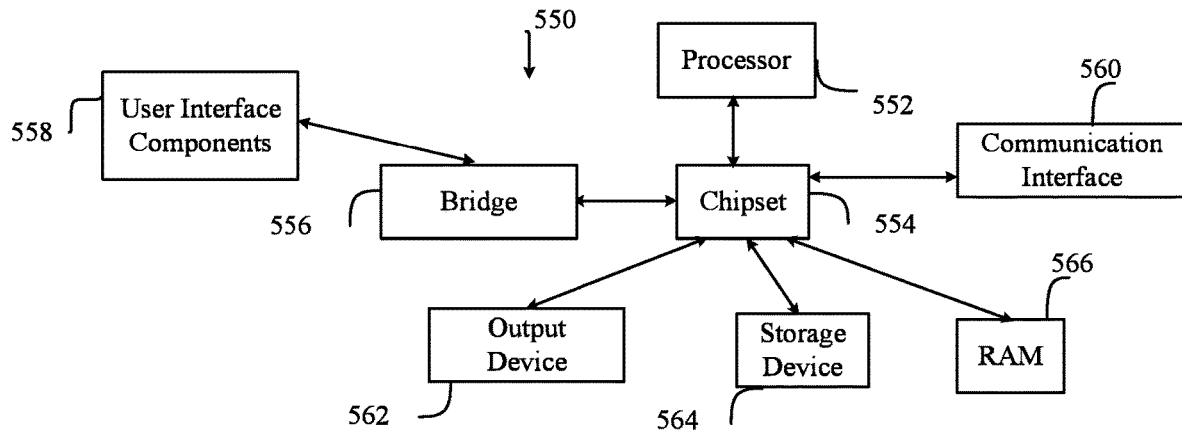 550
Processor
552
560
User Interface
Components
558
Communication
Interface
Bridge
556
Chipset
554
566
Output
Device
562
Storage
Device
564
RAM